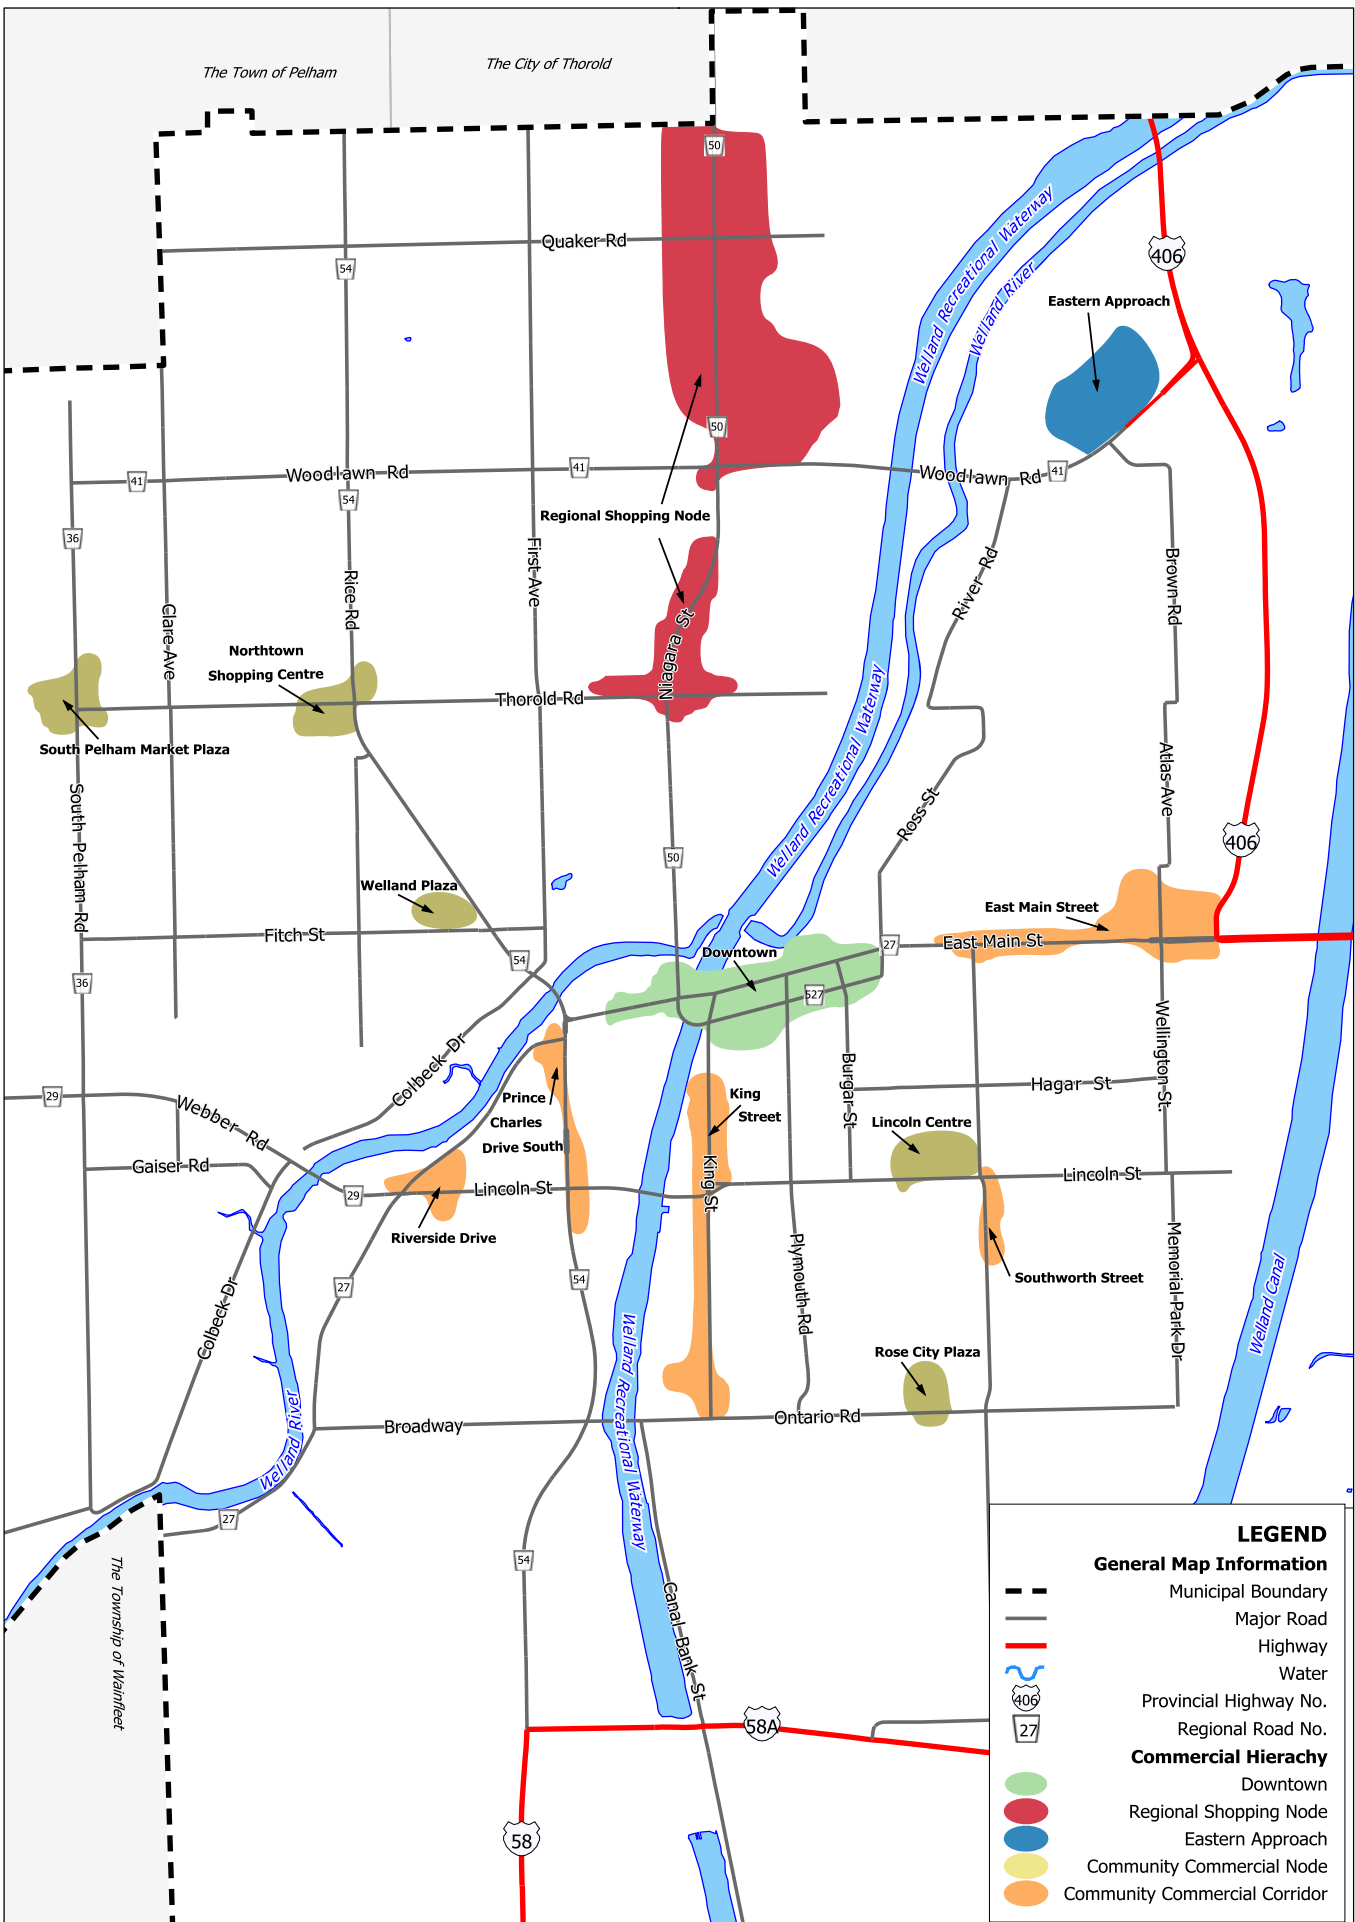 The Town of Pelham
The City of Thorold
50
Quaker Rd
54
Welland Recreational Waterway
Welland River
406
Eastern Approach
50
41
Woodlawn Rd
41
Woodlawn Rd
41
54
36
Regional Shopping Node
First Ave
Rice Rd
Clare Ave
River Rd
Brown Rd
Niagara St
Northtown
Shopping Centre
Thorold Rd
South Pelham Market Plaza
South Pelham Rd
Welland Recreational Waterway
Ross St
Atlas Ave
406
50
Welland Plaza
Fitch St
54
36
East Main Street
27
East Main St
Downtown
527
Wellington St.
Colbeck Dr
Burgar St
Hagar St
29
Webber Rd
Prince
Charles
Drive South
King
Street
Lincoln Centre
Gaiser Rd
Lincoln St
29
Lincoln St
King St
Riverside Drive
27
54
Plymouth Rd
Southworth Street
Memorial Park Dr
Welland Canal
Colbeck Dr
Welland Recreational Waterway
Rose City Plaza
Welland River
Broadway
Ontario Rd
27
54
The Township of Wainfleet
Canal Bank St
58A
58
LEGEND
General Map Information
Municipal Boundary
Major Road
Highway
Water
406
Provincial Highway No.
27
Regional Road No.
Commercial Hierachy
Downtown
Regional Shopping Node
Eastern Approach
Community Commercial Node
Community Commercial Corridor